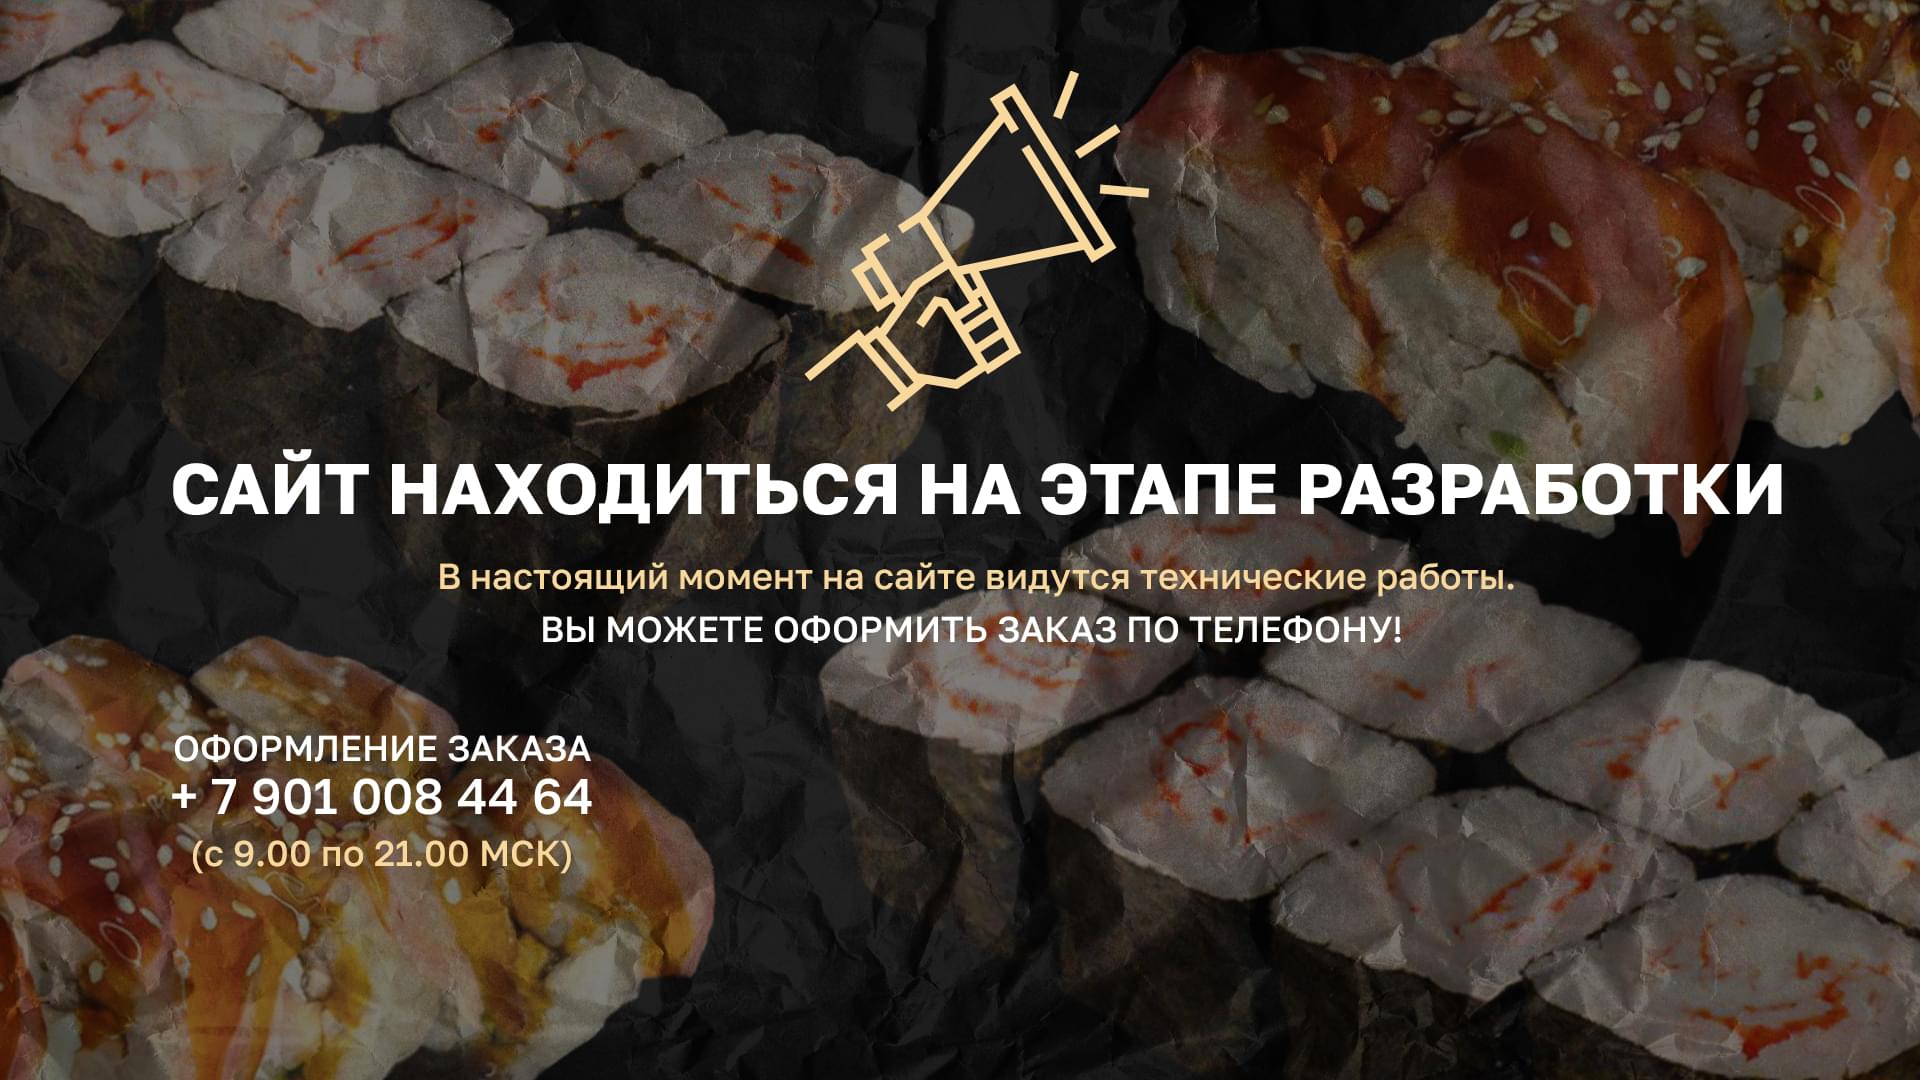 САЙТ НАХОДИТЬСЯ НА ЭТАПЕ РАЗРАБОТКИ
В настоящий момент на сайте видутся технические работы.
ВЫ МОЖЕТЕ ОФОРМИТЬ ЗАКАЗ ПО ТЕЛЕФОНУ!
ОФОРМЛЕНИЕ ЗАКАЗА
+ 7 901 008 44 64
(с 9.00 по 21.00 МСК)